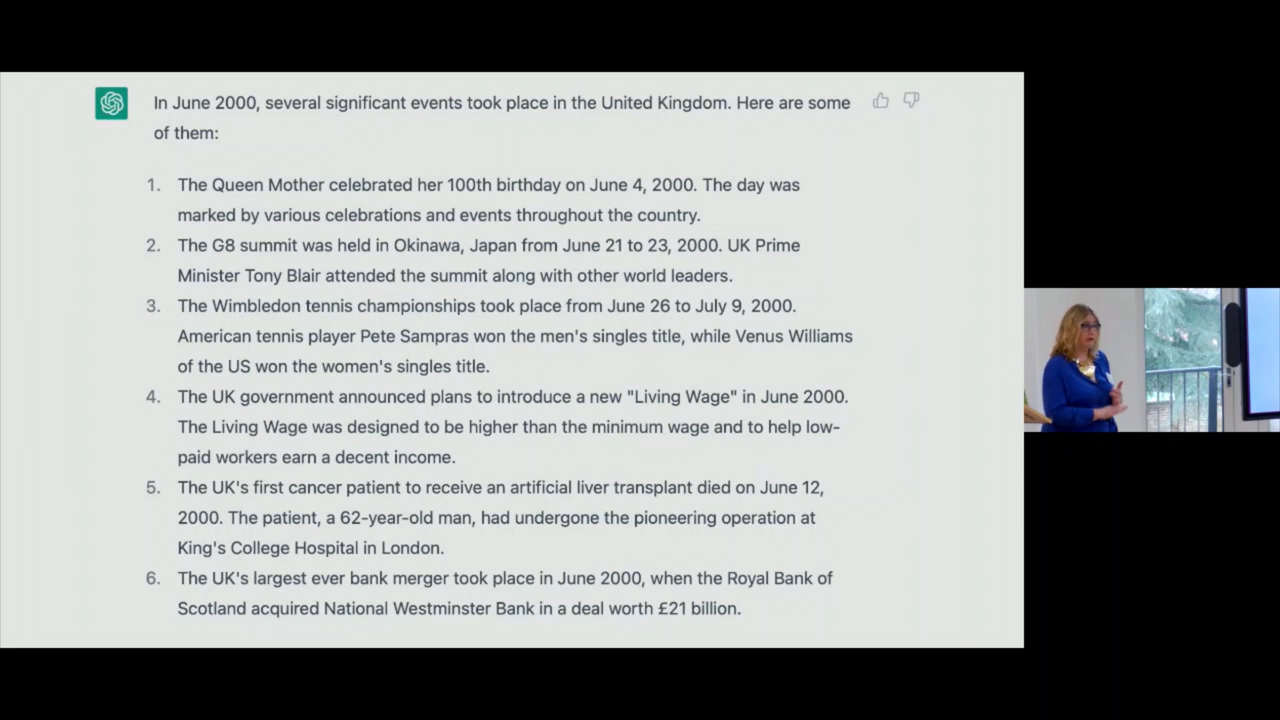 In June 2000, several significant events took place in the United Kingdom. Here are some
of them:
1. The Queen Mother celebrated her 100th birthday on June 4, 2000. The day was
marked by various celebrations and events throughout the country.
2. The G8 summit was held in Okinawa, Japan from June 21 to 23, 2000. UK Prime
Minister Tony Blair attended the summit along with other world leaders.
3. The Wimbledon tennis championships took place from June 26 to July 9, 2000.
American tennis player Pete Sampras won the men's singles title, while Venus Williams
of the US won the women's singles title.
4. The UK government announced plans to introduce a new "Living Wage" in June 2000.
The Living Wage was designed to be higher than the minimum wage and to help low-
paid workers earn a decent income.
5. The UK's first cancer patient to receive an artificial liver transplant died on June 12,
2000. The patient, a 62-year-old man, had undergone the pioneering operation at
King's College Hospital in London.
6. The UK's largest ever bank merger took place in June 2000, when the Royal Bank of
Scotland acquired National Westminster Bank in a deal worth £21 billion.